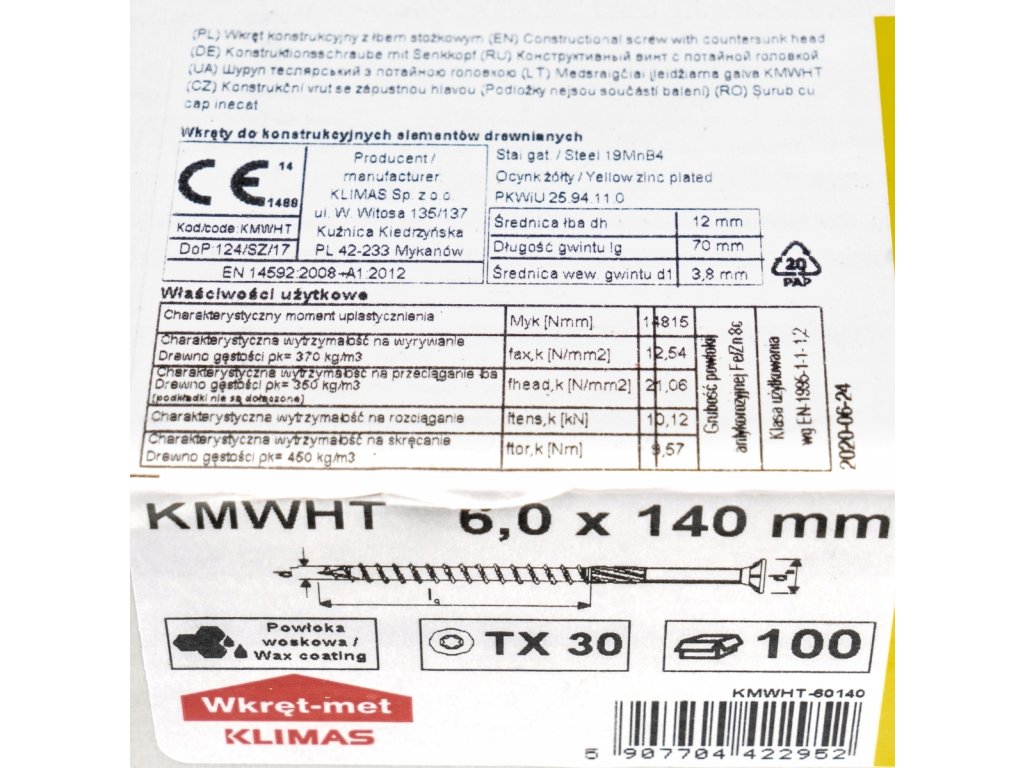 (PL) Wkręt konstrukcyjny z łbem stożkowym (EN) Constructional screw with countersunk head
(DE) Konstruktionsschraube mit Senkkopf (RU) Конструктивный винт с потайной головкой
(UA) Шуруп теслярський з потайною головкою (LT) Medsraigčiai įleidžiama galva KMWHT
(CZ) Konstrukční vrut se zápustnou hlavou (Podložky nejsou součástí balení) (RO) Șurub cu
cap inecat
Wkręty do konstrukcyjnych elementów drewnianych
CE 14
1488
Kod/code: KMWHT
DoP:124/SZ/17
Producent /
manufacturer:
KLIMAS Sp. z o.o.
ul. W. Witosa 135/137
Kuźnica Kiedrzyńska
PL 42-233 Mykanów
EN 14592:2008+A1:2012
Stal gat. / Steel 19MnB4
Ocynk żółty / Yellow zinc plated
PKWiU 25.94.11.0
Średnica łba dh 12 mm
Długość gwintu lg 70 mm
Średnica wew. gwintu d1 3,8 mm
20
PAP
Właściwości użytkowe
Charakterystyczny moment uplastycznienia Myk [Nmm] 14815
Charakterystyczna wytrzymałość na wyrywanie
Drewno gęstości ρk= 370 kg/m3 fax,k [N/mm2] 12,54
Charakterystyczna wytrzymałość na przeciąganie łba
Drewno gęstości ρk= 350 kg/m3 fhead,k [N/mm2] 21,06
(podkładki nie są dołączone)
Charakterystyczna wytrzymałość na rozciąganie ftens,k [kN] 10,12
Charakterystyczna wytrzymałość na skręcanie
Drewno gęstości ρk= 450 kg/m3 ftor,k [Nm] 9,57
Grubość powłoki
antykorozyjnej Fe/Zn 8c
Klasa użytkowania
wg EN-1995-1-1- 1,2
2020-06-24
KMWHT 6,0 x 140 mm
lg
Powłoka
woskowa /
Wax coating
TX 30
100
Wkręt-met
KLIMAS
KMWHT-60140
5 907704 422952